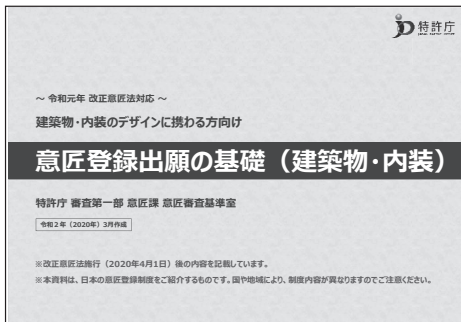 特許庁
～ 令和元年 改正意匠法対応 ～
建築物・内装のデザインに携わる方向け
意匠登録出願の基礎（建築物・内装）
特許庁 審査第一部 意匠課 意匠審査基準室
令和２年（2020年）3月作成
※改正意匠法施行（2020年4月1日）後の内容を記載しています。
※本資料は、日本の意匠登録制度をご紹介するものです。国や地域により、制度内容が異なりますのでご注意ください。